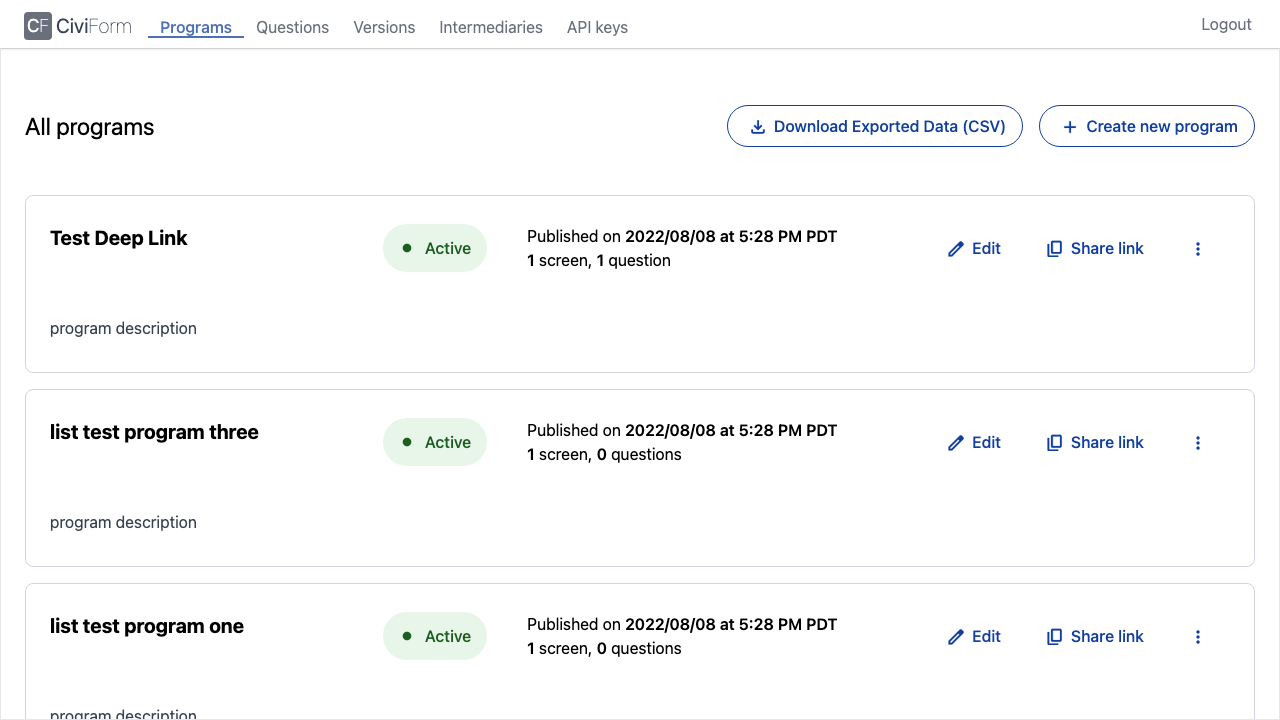 CF CiviForm Programs Questions Versions Intermediaries API keys Logout
All programs Download Exported Data (CSV) Create new program
Test Deep Link Active Published on 2022/08/08 at 5:28 PM PDT Edit Share link
1 screen, 1 question
program description
list test program three Active Published on 2022/08/08 at 5:28 PM PDT Edit Share link
1 screen, 0 questions
program description
list test program one Active Published on 2022/08/08 at 5:28 PM PDT Edit Share link
1 screen, 0 questions
program description